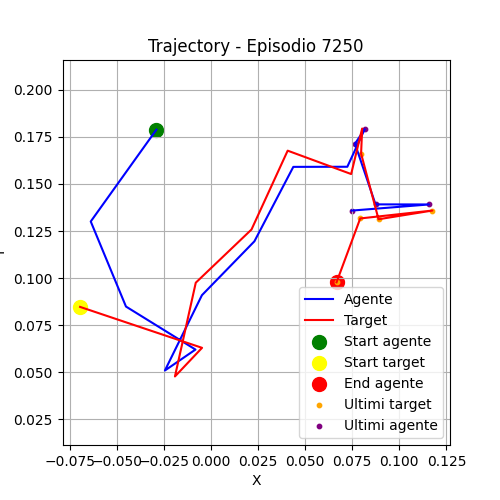 Trajectory - Episodio 7250
0.200
0.175
0.150
0.125
0.100
0.075
0.050
0.025
Agente
Target
Start agente
Start target
End agente
Ultimi target
Ultimi agente
−0.075 −0.050 −0.025 0.000 0.025 0.050 0.075 0.100 0.125
X